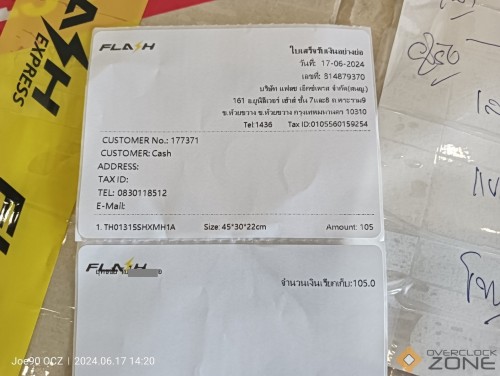 FLASH
EXPRESS
FLASH
ใบเสร็จรับเงินอย่างย่อ
วันที่: 17-06-2024
เลขที่: 814879370
บริษัท แฟลช เอ็กซ์เพรส จำกัด(สนญ)
161 อ.ยูนีลีเวอร์ เฮ้าส์ ชั้น 7และ8 ถ.พระราม9
ข.ห้วยขวาง ข.ห้วยขวาง กรุงเทพมหานคร 10310
Tel:1436 Tax ID:0105560159254
CUSTOMER No.: 177371
CUSTOMER: Cash
ADDRESS:
TAX ID:
TEL: 0830118512
E-Mail:
1. TH01315SHXMH1A Size: 45*30*22cm Amount: 105
FLASH
จำนวนเงินเรียกเก็บ:105.0
Joe90 OCZ | 2024.06.17 14:20
OVERCLOCK
ZONE